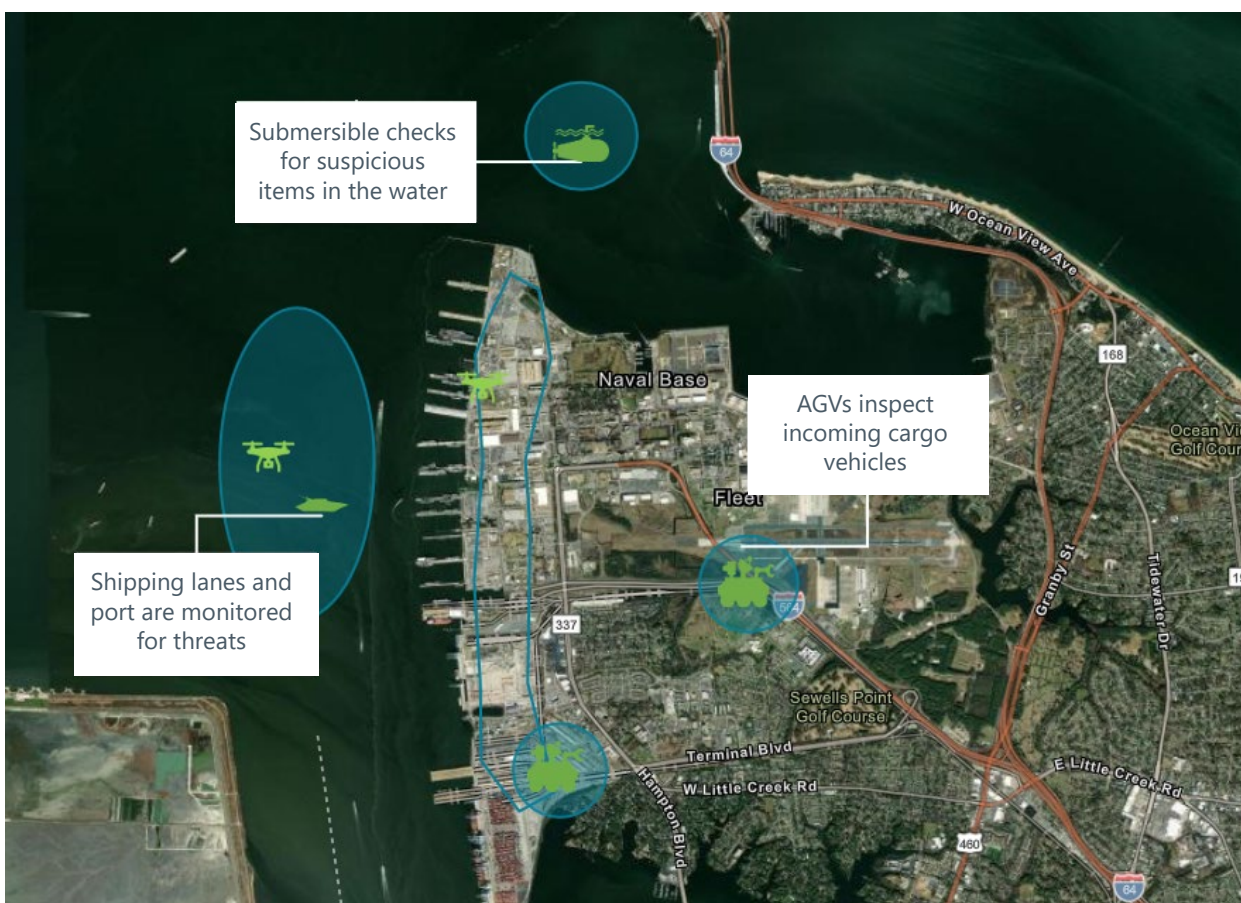 Submersible checks
for suspicious
items in the water
64
W Ocean View Ave
168
Naval Base
AGVs inspect
incoming cargo
vehicles
Golf Cour
Fleet
Shipping lanes and
port are monitored
for threats
337
564
Granby St
Tidewater Dr
Sewells Point
Golf Course
Terminal Blvd
W Little Creek Rd
E Little Creek Rd
Hampton Blvd
460
64